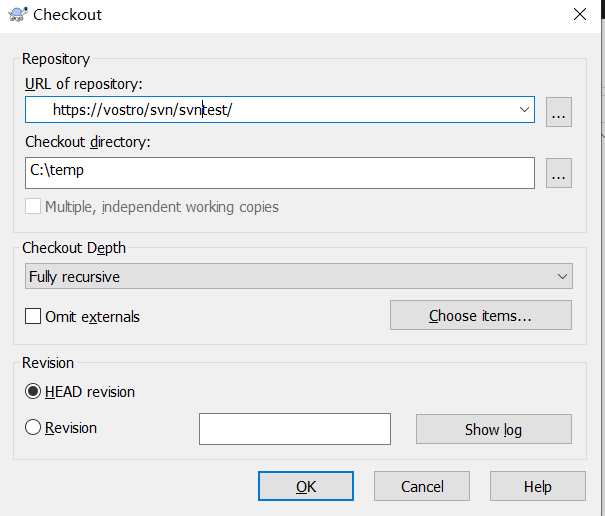 Checkout
Repository
URL of repository:
https://vostro/svn/svntest/
...
Checkout directory:
C:\temp
...
Multiple, independent working copies
Checkout Depth
Fully recursive
Omit externals
Choose items...
Revision
HEAD revision
Revision
Show log
OK
Cancel
Help